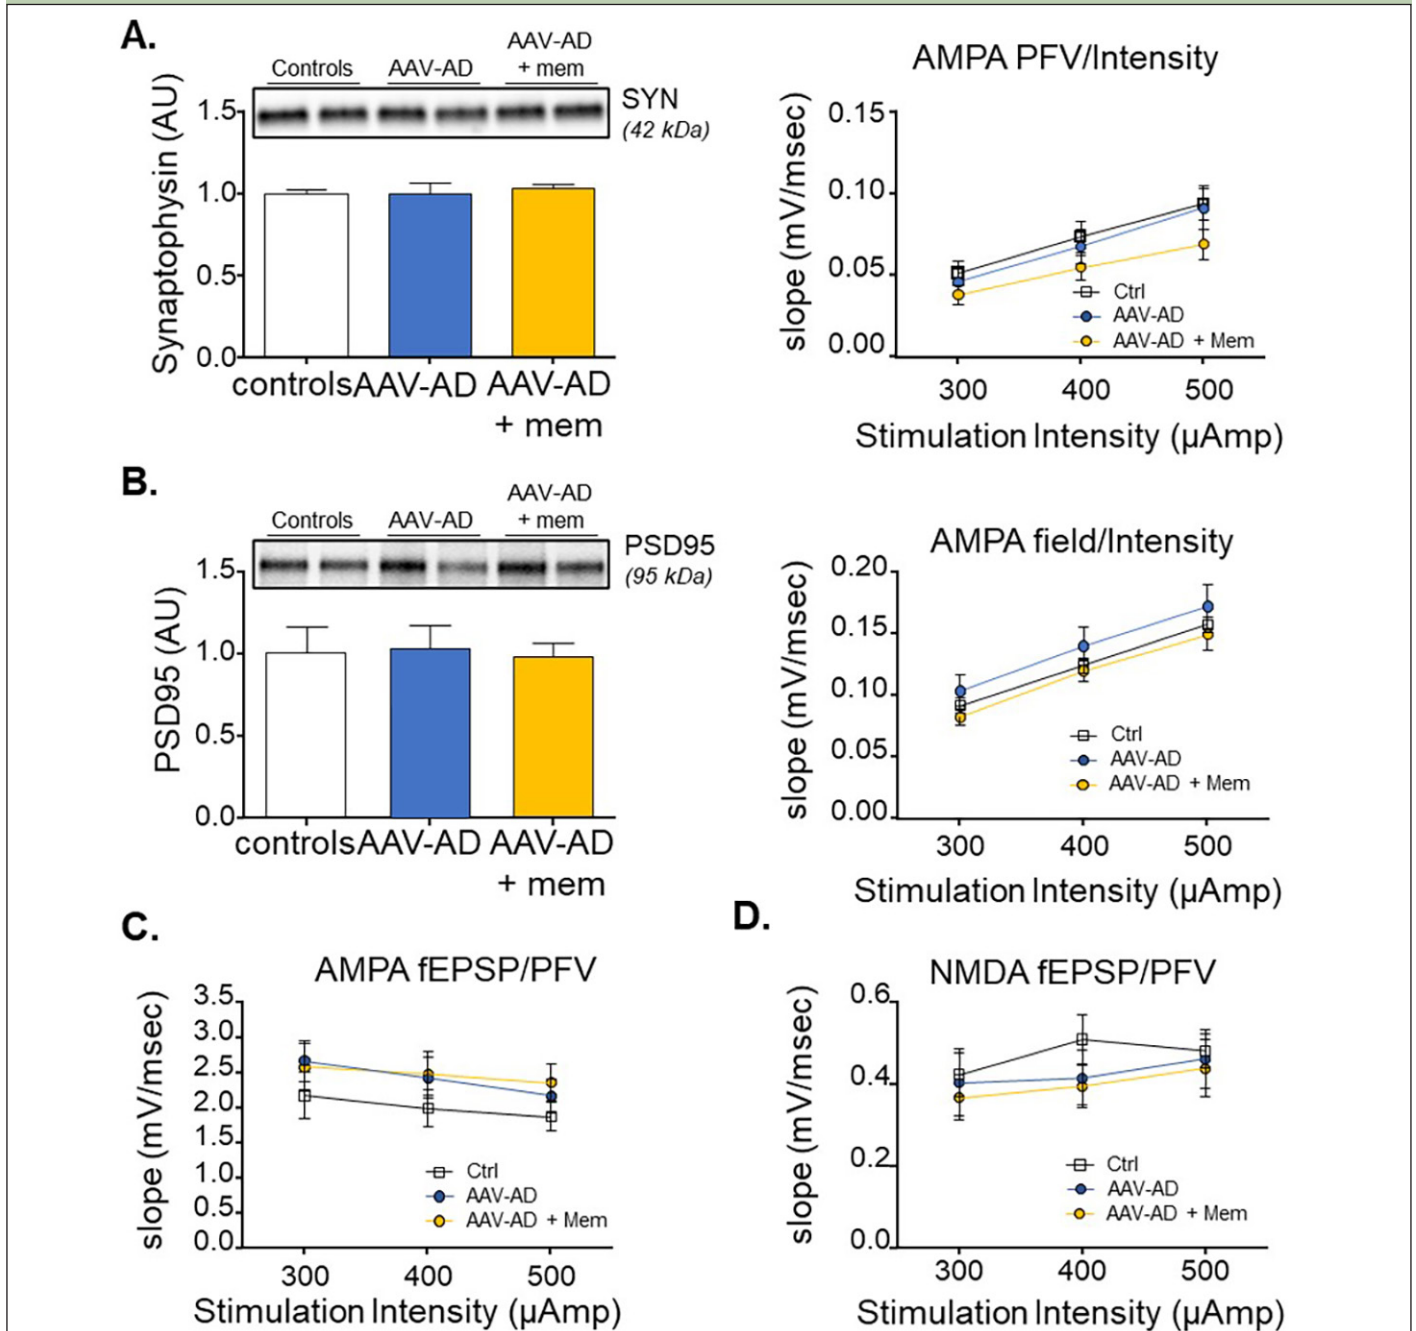 A.
Controls
AAV-AD
AAV-AD
+ mem
SYN
(42 kDa)
Synaptophysin (AU)
1.5
1.0
0.5
0.0
controls AAV-AD AAV-AD
+ mem
AMPA PFV/Intensity
slope (mV/msec)
0.15
0.10
0.05
0.00
Ctrl
AAV-AD
AAV-AD + Mem
300 400 500
Stimulation Intensity (µAmp)
B.
Controls
AAV-AD
AAV-AD
+ mem
PSD95
(95 kDa)
PSD95 (AU)
1.5
1.0
0.5
0.0
controls AAV-AD AAV-AD
+ mem
AMPA field/Intensity
slope (mV/msec)
0.20
0.15
0.10
0.05
0.00
Ctrl
AAV-AD
AAV-AD + Mem
300 400 500
Stimulation Intensity (µAmp)
C.
AMPA fEPSP/PFV
slope (mV/msec)
3.5
3.0
2.5
2.0
1.5
1.0
0.5
0.0
Ctrl
AAV-AD
AAV-AD + Mem
300 400 500
Stimulation Intensity (µAmp)
D.
NMDA fEPSP/PFV
slope (mV/msec)
0.6
0.4
0.2
0.0
Ctrl
AAV-AD
AAV-AD + Mem
300 400 500
Stimulation Intensity (µAmp)